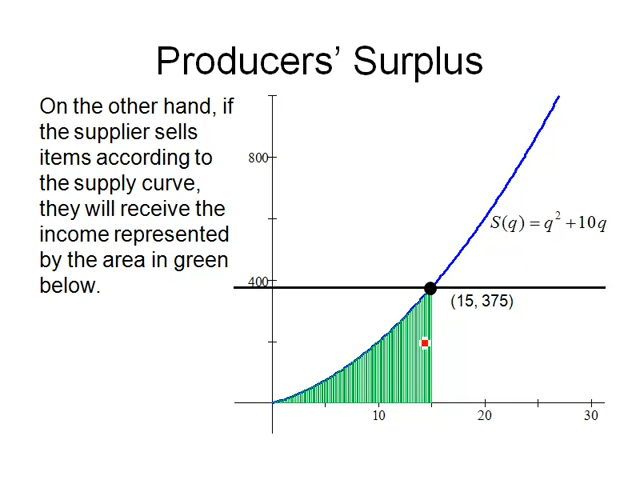 Producers’ Surplus
On the other hand, if
the supplier sells
items according to
the supply curve,
they will receive the
income represented
by the area in green
below.
800
S(q) = q² +10q
400
(15, 375)
10
20
30